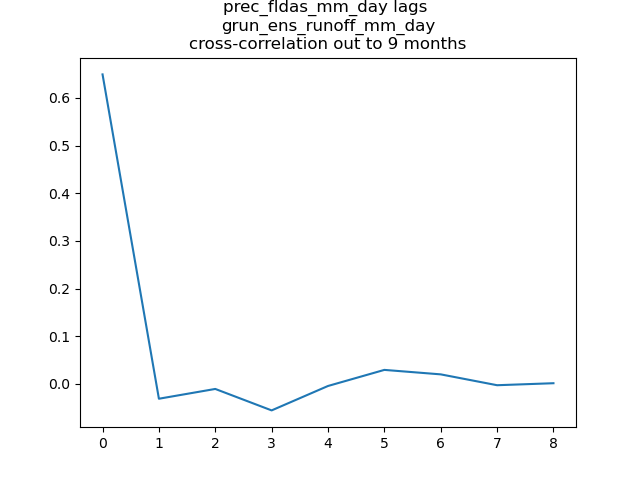 prec_fldas_mm_day lags
grun_ens_runoff_mm_day
cross-correlation out to 9 months
0.6
0.5
0.4
0.3
0.2
0.1
0.0
0 1 2 3 4 5 6 7 8